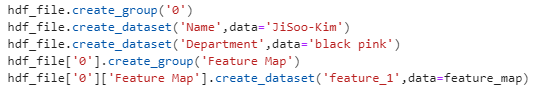 hdf_file.create_group('0')
hdf_file.create_dataset('Name',data='JiSoo-Kim')
hdf_file.create_dataset('Department',data='black pink')
hdf_file['0'].create_group('Feature Map')
hdf_file['0']['Feature Map'].create_dataset('feature_1',data=feature_map)